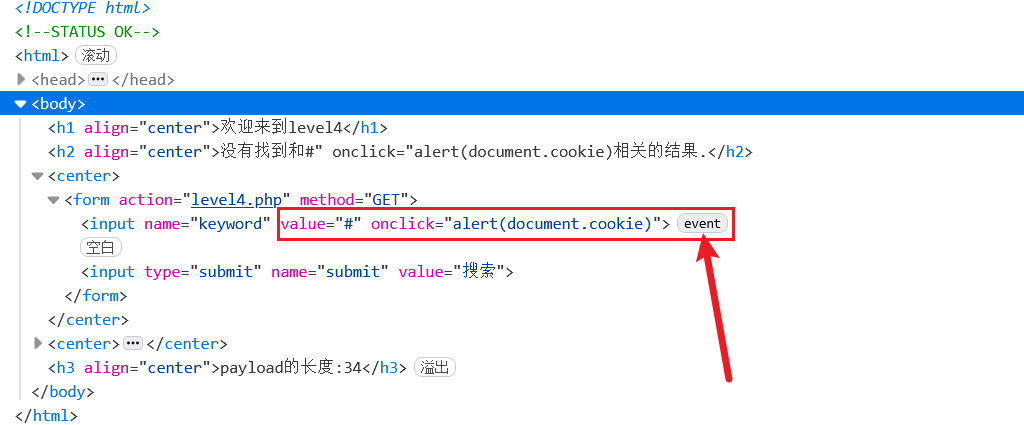 <!DOCTYPE html>
<!--STATUS OK-->
<html> 滚动
<head> ••• </head>
<body>
<h1 align="center">欢迎来到level4</h1>
<h2 align="center">没有找到和#" onclick="alert(document.cookie)相关的结果.</h2>
<center>
<form action="level4.php" method="GET">
<input name="keyword" value="#" onclick="alert(document.cookie)"> event
空白
<input type="submit" name="submit" value="搜索">
</form>
</center>
<center> ••• </center>
<h3 align="center">payload的长度:34</h3> 溢出
</body>
</html>